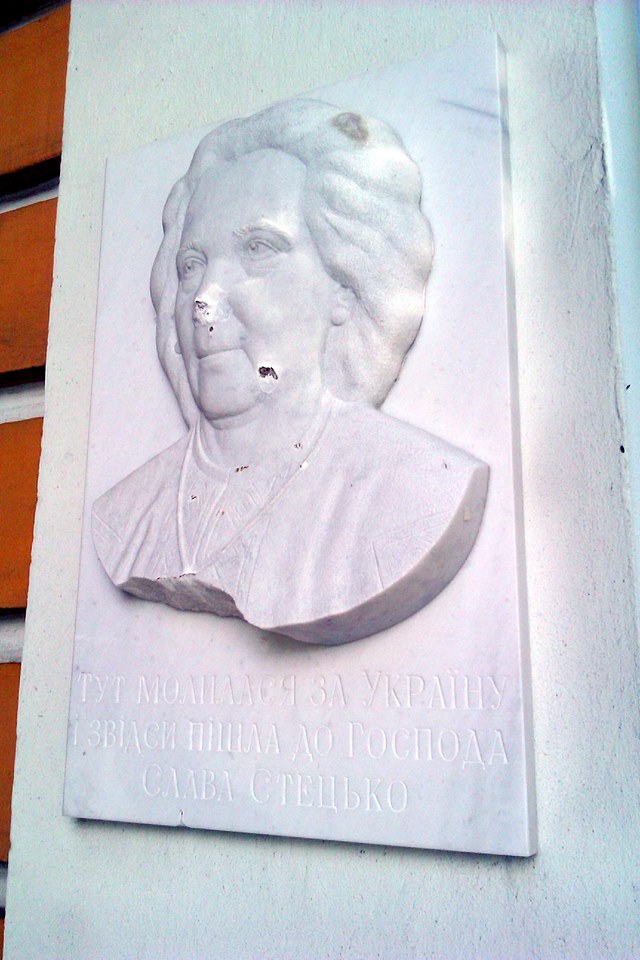 ТУТ МОЛИЛАСЯ ЗА УКРАЇНУ
І ЗВІДСИ ПІШЛА ДО ГОСПОДА
СЛАВА СТЕЦЬКО